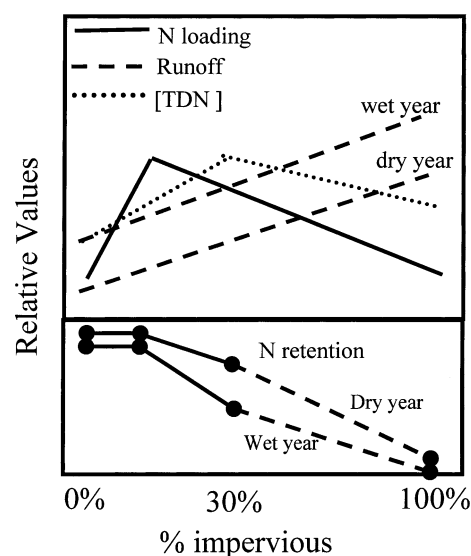 N loading
Runoff
[TDN ]
wet year
dry year
Relative Values
N retention
Dry year
Wet year
0% 30% 100%
% impervious